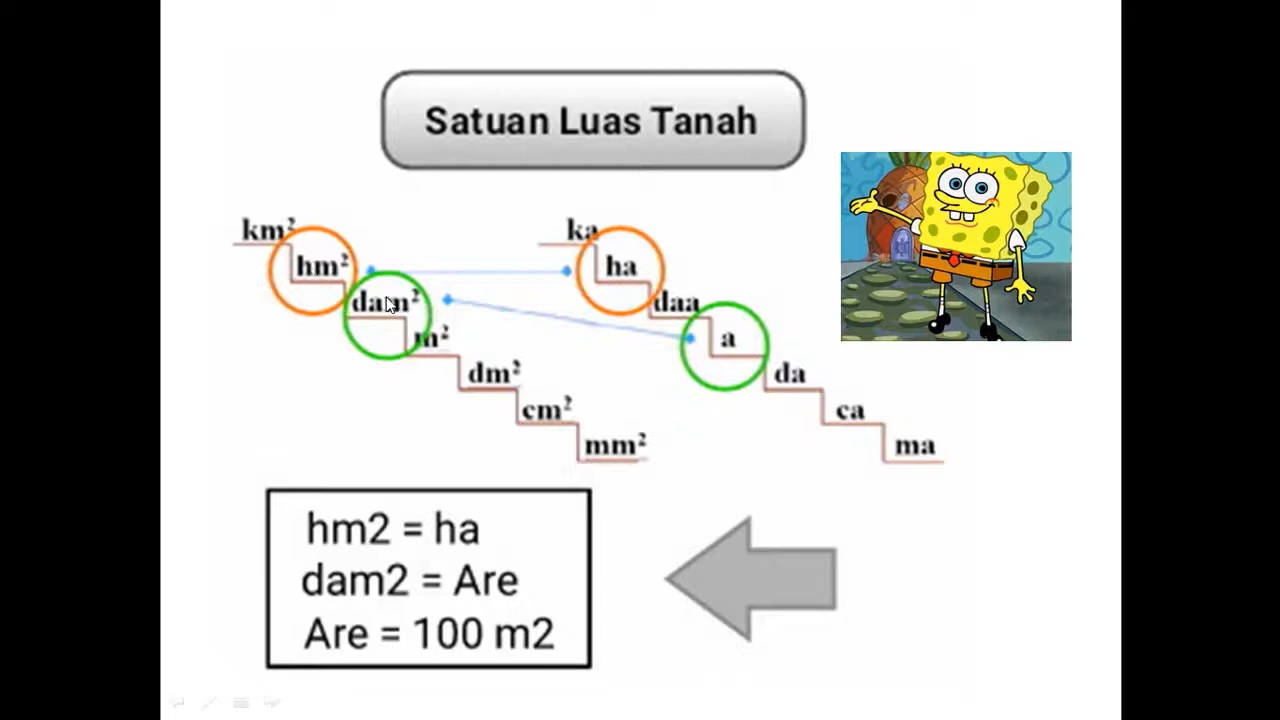 Satuan Luas Tanah
km²
hm²
dam²
m²
dm²
cm²
mm²
ka
ha
daa
a
da
ca
ma
hm2 = ha
dam2 = Are
Are = 100 m2